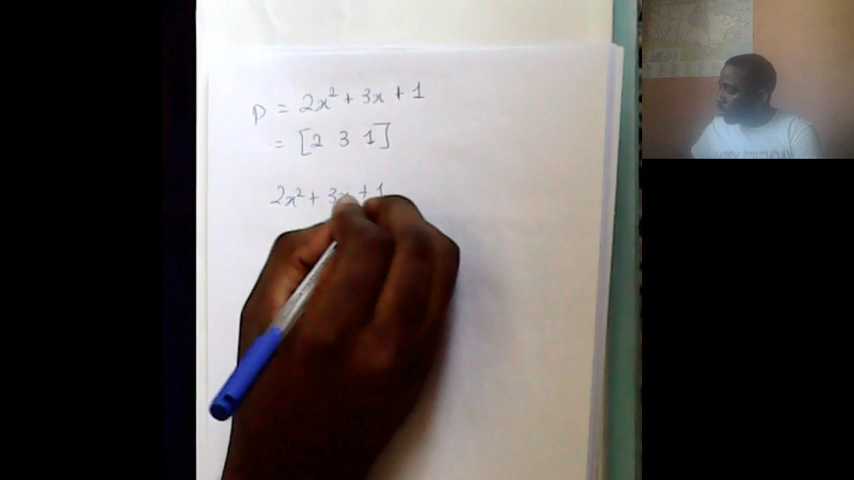 P = 2x² + 3x + 1
= [2 3 1]
2x² + 3x + 1